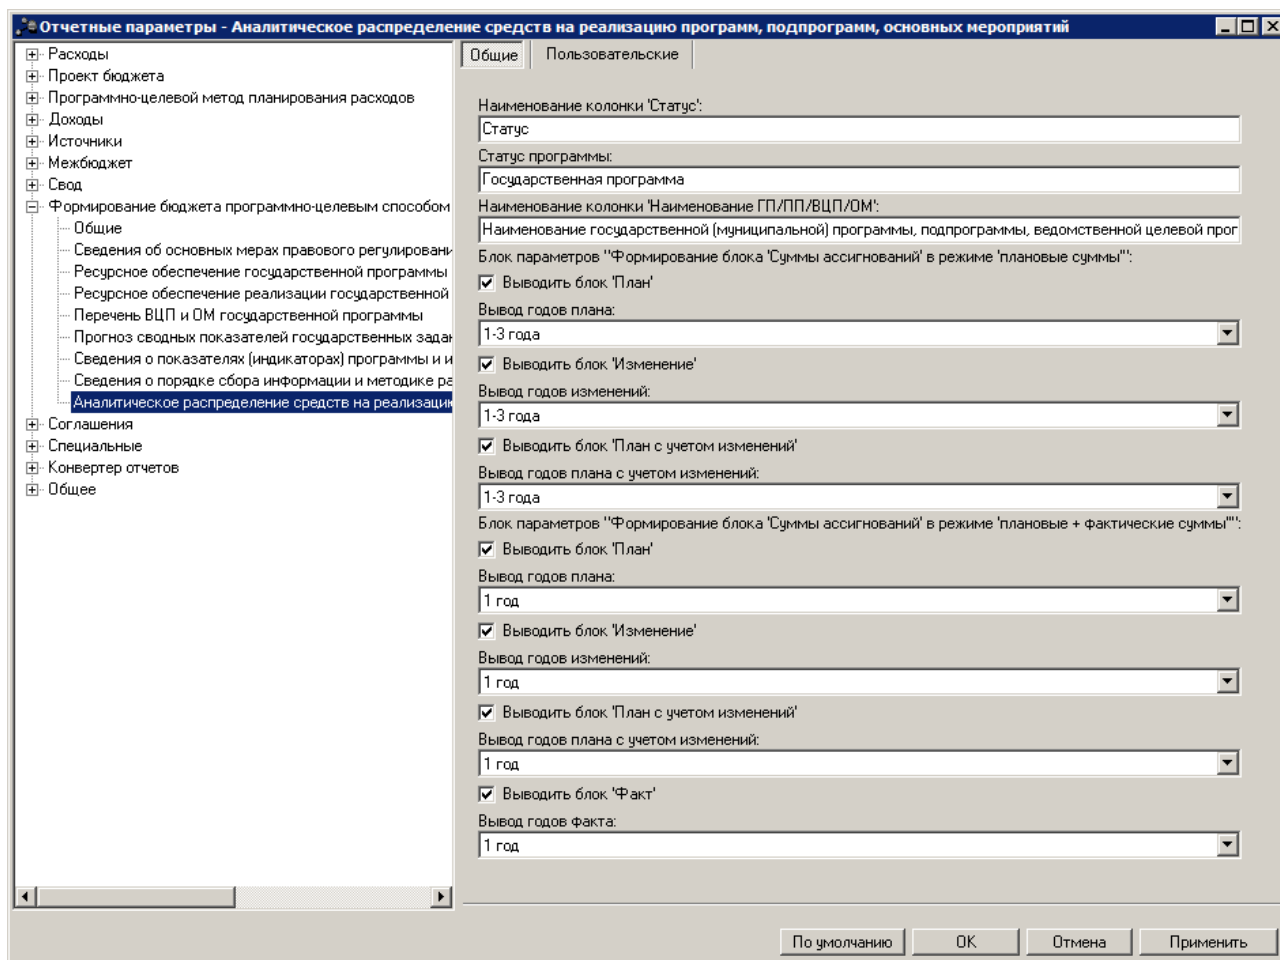 Отчетные параметры - Аналитическое распределение средств на реализацию программ, подпрограмм, основных мероприятий
Расходы
Проект бюджета
Программно-целевой метод планирования расходов
Доходы
Источники
Межбюджет
Свод
Формирование бюджета программно-целевым способом
Общие
Сведения об основных мерах правового регулировани
Ресурсное обеспечение государственной программы
Ресурсное обеспечение реализации государственной
Перечень ВЦП и ОМ государственной программы
Прогноз сводных показателей государственных задан
Сведения о показателях (индикаторах) программы и и
Сведения о порядке сбора информации и методике ра
Аналитическое распределение средств на реализацию
Соглашения
Специальные
Конвертер отчетов
Общее
Общие Пользовательские
Наименование колонки 'Статус':
Статус
Статус программы:
Государственная программа
Наименование колонки 'Наименование ГП/ПП/ВЦП/ОМ':
Наименование государственной (муниципальной) программы, подпрограммы, ведомственной целевой прог
Блок параметров "Формирование блока 'Суммы ассигнований' в режиме 'плановые суммы'":
Выводить блок 'План'
Вывод годов плана:
1-3 года
Выводить блок 'Изменение'
Вывод годов изменений:
1-3 года
Выводить блок 'План с учетом изменений'
Вывод годов плана с учетом изменений:
1-3 года
Блок параметров "Формирование блока 'Суммы ассигнований' в режиме 'плановые + фактические суммы'":
Выводить блок 'План'
Вывод годов плана:
1 год
Выводить блок 'Изменение'
Вывод годов изменений:
1 год
Выводить блок 'План с учетом изменений'
Вывод годов плана с учетом изменений:
1 год
Выводить блок 'Факт'
Вывод годов факта:
1 год
По умолчанию OK Отмена Применить